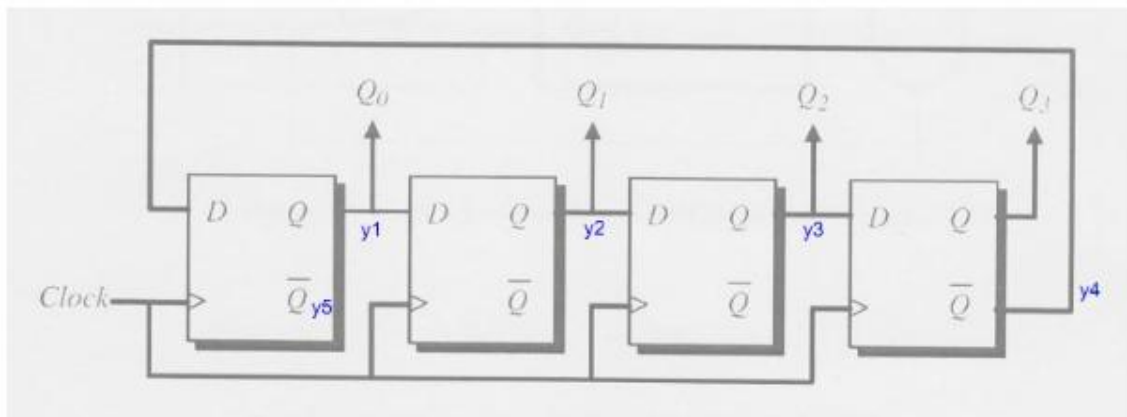 Q0 Q1 Q2 Q3
D Q D Q D Q D Q
y1 y2 y3
Clock Q̅ y5 Q̅ Q̅ Q̅ y4